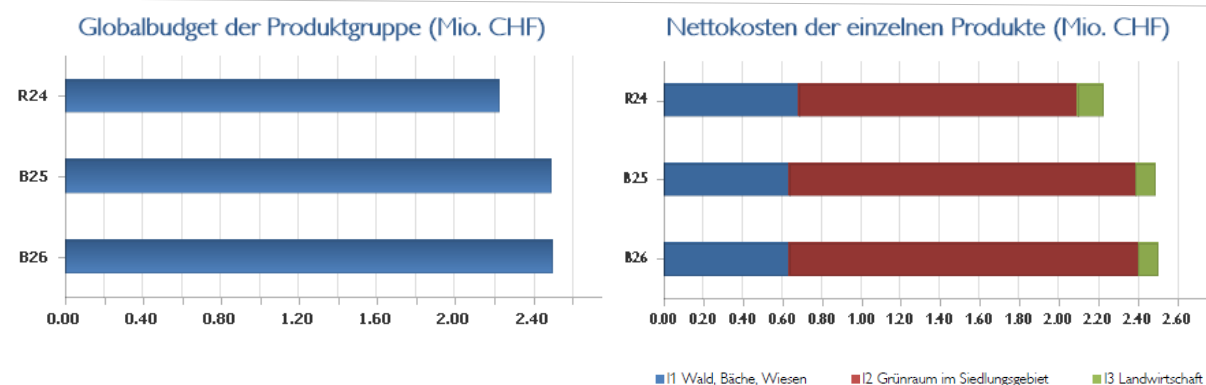 Globalbudget der Produktgruppe (Mio. CHF)
R24
B25
B26
0.00 0.40 0.80 1.20 1.60 2.00 2.40
Nettokosten der einzelnen Produkte (Mio. CHF)
R24
B25
B26
0.00 0.20 0.40 0.60 0.80 1.00 1.20 1.40 1.60 1.80 2.00 2.20 2.40 2.60
I1 Wald, Bäche, Wiesen I2 Grünraum im Siedlungsgebiet I3 Landwirtschaft